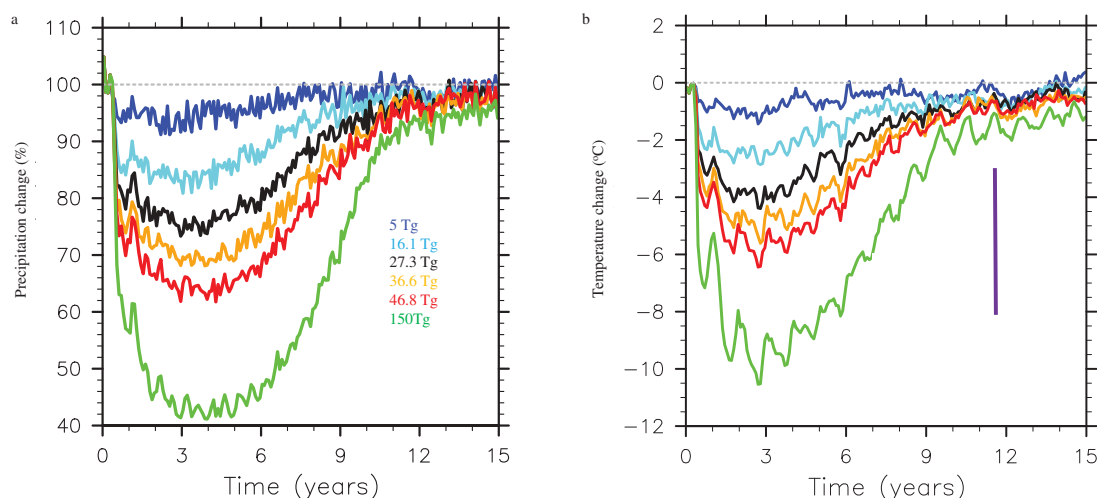 a
110
100
90
80
70
60
50
40
Precipitation change (%)
0 3 6 9 12 15
Time (years)
5 Tg
16.1 Tg
27.3 Tg
36.6 Tg
46.8 Tg
150Tg
b
2
0
−2
−4
−6
−8
−10
−12
Temperature change (°C)
0 3 6 9 12 15
Time (years)